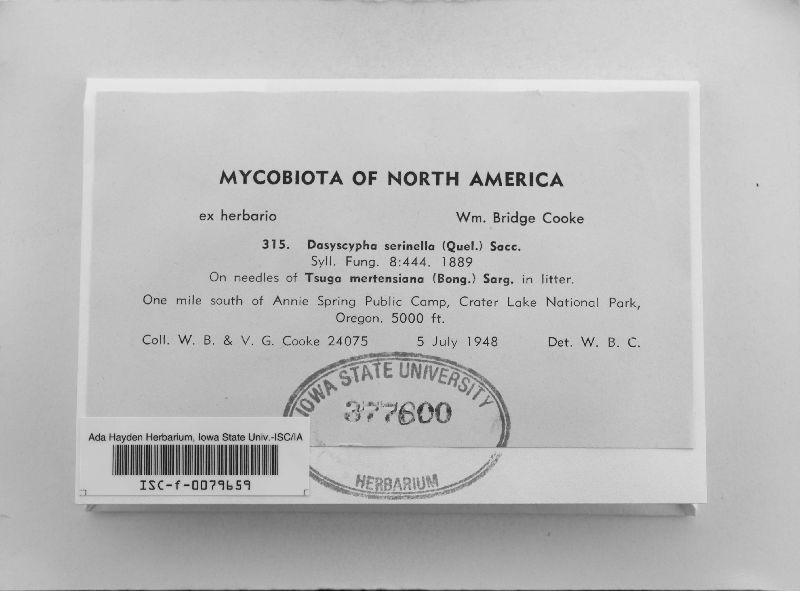 MYCOBIOTA OF NORTH AMERICA
ex herbario Wm. Bridge Cooke
315. Dasyscypha serinella (Quel.) Sacc.
Syll. Fung. 8:444. 1889
On needles of Tsuga mertensiana (Bong.) Sarg. in litter.
One mile south of Annie Spring Public Camp, Crater Lake National Park,
Oregon. 5000 ft.
Coll. W. B. & V. G. Cooke 24075 5 July 1948 Det. W. B. C.
IOWA STATE UNIVERSITY
377600
HERBARIUM
Ada Hayden Herbarium, Iowa State Univ.-ISC/IA
ISC-f-0079659